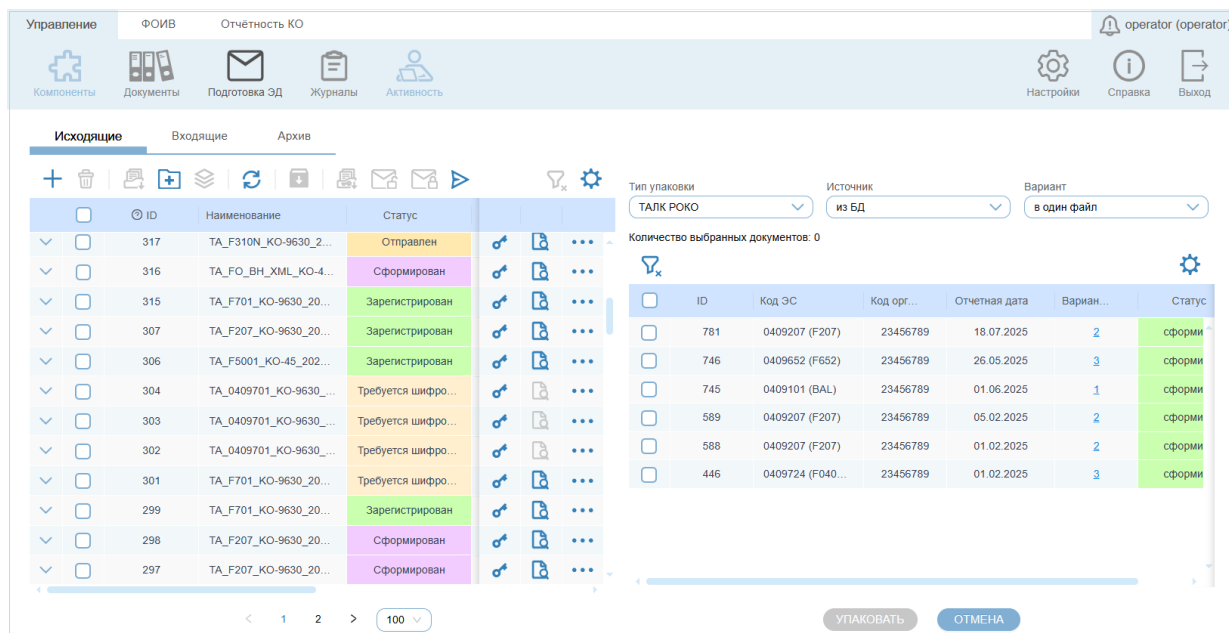 Управление ФОИВ Отчётность КО operator (operator)
Компоненты Документы Подготовка ЭД Журналы Активность Настройки Справка Выход
Исходящие Входящие Архив
Тип упаковки Источник Вариант
ТАЛК РОКО из БД в один файл
Количество выбранных документов: 0
ID Наименование Статус
317 TA_F310N_KO-9630_2... Отправлен
316 TA_FO_BH_XML_KO-4... Сформирован
315 TA_F701_KO-9630_20... Зарегистрирован
307 TA_F207_KO-9630_20... Зарегистрирован
306 TA_F5001_KO-45_202... Зарегистрирован
304 TA_0409701_KO-9630_... Требуется шифро...
303 TA_0409701_KO-9630_... Требуется шифро...
302 TA_0409701_KO-9630_... Требуется шифро...
301 TA_F701_KO-9630_20... Требуется шифро...
299 TA_F701_KO-9630_20... Зарегистрирован
298 TA_F207_KO-9630_20... Сформирован
297 TA_F207_KO-9630_20... Сформирован
1 2 100
ID Код ЭС Код орг... Отчетная дата Вариан... Статус
781 0409207 (F207) 23456789 18.07.2025 2 сформи
746 0409652 (F652) 23456789 26.05.2025 3 сформи
745 0409101 (BAL) 23456789 01.06.2025 1 сформи
589 0409207 (F207) 23456789 05.02.2025 2 сформи
588 0409207 (F207) 23456789 01.02.2025 2 сформи
446 0409724 (F040... 23456789 01.02.2025 3 сформи
УПАКОВАТЬ ОТМЕНА